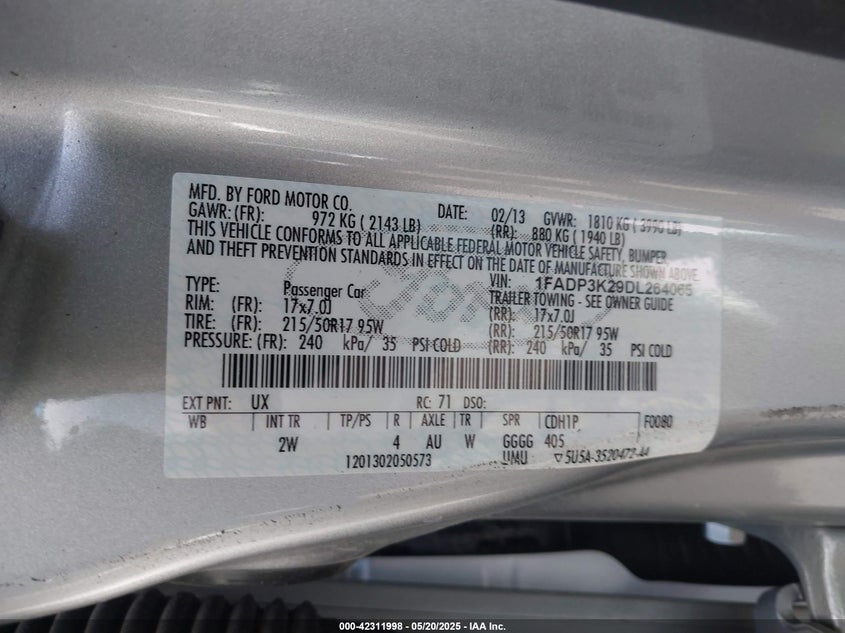 MFD. BY FORD MOTOR CO. DATE: 02/13 GVWR: 1810 KG ( 3990 LB)
GAWR: (FR): 972 KG ( 2143 LB) (RR): 880 KG ( 1940 LB)
THIS VEHICLE CONFORMS TO ALL APPLICABLE FEDERAL MOTOR VEHICLE SAFETY, BUMPER
AND THEFT PREVENTION STANDARDS IN EFFECT ON THE DATE OF MANUFACTURE SHOWN ABOVE.
VIN: 1FADP3K29DL264065
TYPE: Passenger Car TRAILER TOWING - SEE OWNER GUIDE
RIM: (FR): 17x7.0J (RR): 17x7.0J
TIRE: (FR): 215/50R17 95W (RR): 215/50R17 95W
PRESSURE: (FR): 240 kPa/ 35 PSI COLD (RR): 240 kPa/ 35 PSI COLD
EXT PNT: UX RC: 71 DSO:
WB INT TR TP/PS R AXLE TR SPR CDH1P F0080
2W 4 AU W GGGG 405
1201302050573 UMU ▽5U5A-3520472-AA
000-42311998 - 05/20/2025 - IAA Inc.